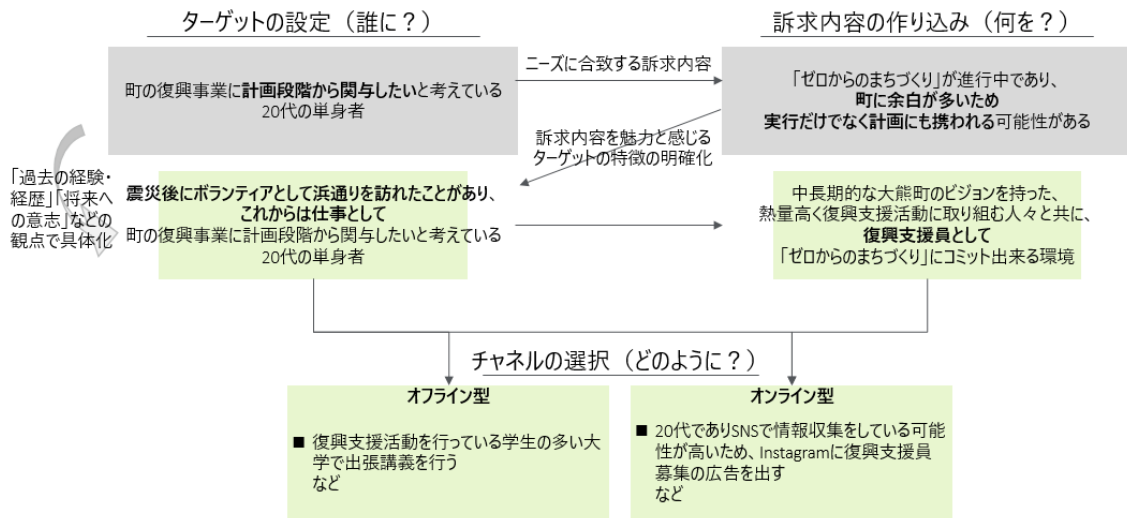 ターゲットの設定（誰に？）
訴求内容の作り込み（何を？）
町の復興事業に計画段階から関与したいと考えている
20代の単身者
ニーズに合致する訴求内容
「ゼロからのまちづくり」が進行中であり、
町に余白が多いため
実行だけでなく計画にも携われる可能性がある
訴求内容を魅力と感じる
ターゲットの特徴の明確化
「過去の経験・
経歴」「将来へ
の意志」などの
観点で具体化
震災後にボランティアとして浜通りを訪れたことがあり、
これからは仕事として
町の復興事業に計画段階から関与したいと考えている
20代の単身者
中長期的な大熊町のビジョンを持った、
熱量高く復興支援活動に取り組む人々と共に、
復興支援員として
「ゼロからのまちづくり」にコミット出来る環境
チャネルの選択（どのように？）
オフライン型
■ 復興支援活動を行っている学生の多い大
学で出張講義を行う
など
オンライン型
■ 20代でありSNSで情報収集をしている可能
性が高いため、Instagramに復興支援員
募集の広告を出す
など